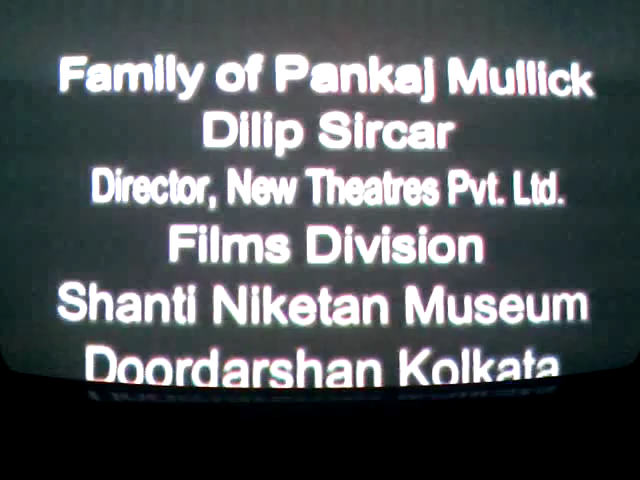 Family of Pankaj Mullick
Dilip Sircar
Director, New Theatres Pvt. Ltd.
Films Division
Shanti Niketan Museum
Doordarshan Kolkata